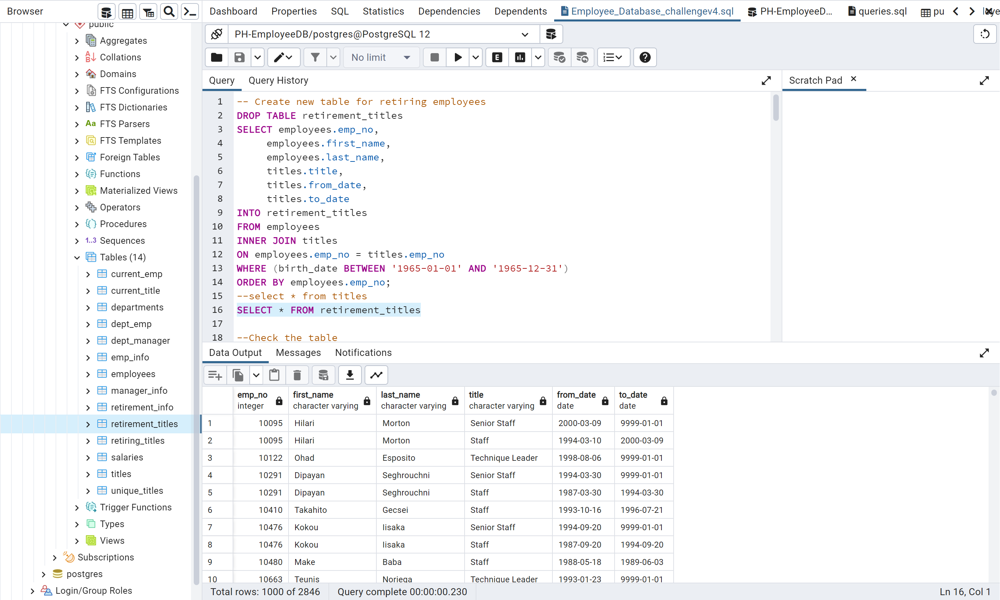 Browser
Dashboard Properties SQL Statistics Dependencies Dependents Employee_Database_challengev4.sql PH-EmployeeD... queries.sql pu
public
Aggregates
Collations
Domains
FTS Configurations
FTS Dictionaries
Aa FTS Parsers
FTS Templates
Foreign Tables
Functions
Materialized Views
Operators
Procedures
1..3 Sequences
Tables (14)
current_emp
current_title
departments
dept_emp
dept_manager
emp_info
employees
manager_info
retirement_info
retirement_titles
retiring_titles
salaries
titles
unique_titles
Trigger Functions
Types
Views
Subscriptions
postgres
Login/Group Roles
PH-EmployeeDB/postgres@PostgreSQL 12
No limit E
Query Query History
Scratch Pad
1 -- Create new table for retiring employees
2 DROP TABLE retirement_titles
3 SELECT employees.emp_no,
4 employees.first_name,
5 employees.last_name,
6 titles.title,
7 titles.from_date,
8 titles.to_date
9 INTO retirement_titles
10 FROM employees
11 INNER JOIN titles
12 ON employees.emp_no = titles.emp_no
13 WHERE (birth_date BETWEEN '1965-01-01' AND '1965-12-31')
14 ORDER BY employees.emp_no;
15 --select * from titles
16 SELECT * FROM retirement_titles
17
18 --Check the table
Data Output Messages Notifications
emp_no first_name last_name title from_date to_date
integer character varying character varying character varying date date
1 10095 Hilari Morton Senior Staff 2000-03-09 9999-01-01
2 10095 Hilari Morton Staff 1994-03-10 2000-03-09
3 10122 Ohad Esposito Technique Leader 1998-08-06 9999-01-01
4 10291 Dipayan Seghrouchni Senior Staff 1994-03-30 9999-01-01
5 10291 Dipayan Seghrouchni Staff 1987-03-30 1994-03-30
6 10410 Takahito Gecsei Staff 1993-10-16 1996-07-21
7 10476 Kokou Iisaka Senior Staff 1994-09-20 9999-01-01
8 10476 Kokou Iisaka Staff 1987-09-20 1994-09-20
9 10480 Make Baba Staff 1988-05-18 1989-06-03
10 10663 Teunis Noriega Technique Leader 1993-01-23 9999-01-01
Total rows: 1000 of 2846 Query complete 00:00:00.230 Ln 16, Col 1